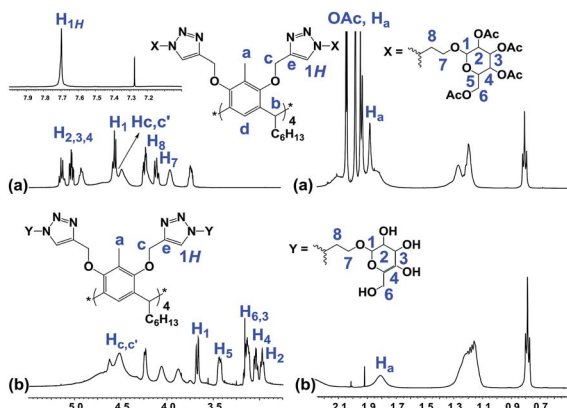 H1H
7.9 7.8 7.7 7.6 7.5 7.4 7.3 7.2
X
N N
N
a
N N
N
X
c
e
1H
O
O
c
e
1H
* * 4
b
d
C6H13
H2,3,4
H1 Hc,c'
H8
H7
(a)
OAc, Ha
X =
8
7
O
1
OAc
2
OAc
3
O
5
4
OAc
AcO
6
Ha
(a)
Y
N N
N
a
N N
N
Y
c
e
1H
O
O
* * 4
C6H13
Hc,c'
H1
H5
H6,3
H4
H2
(b)
5.0 4.5 4.0 3.5
Y =
8
7
O
1
OH
2
OH
3
O
4
OH
HO
6
Ha
(b)
2.1 1.9 1.7 1.5 1.3 1.1 0.9 0.7